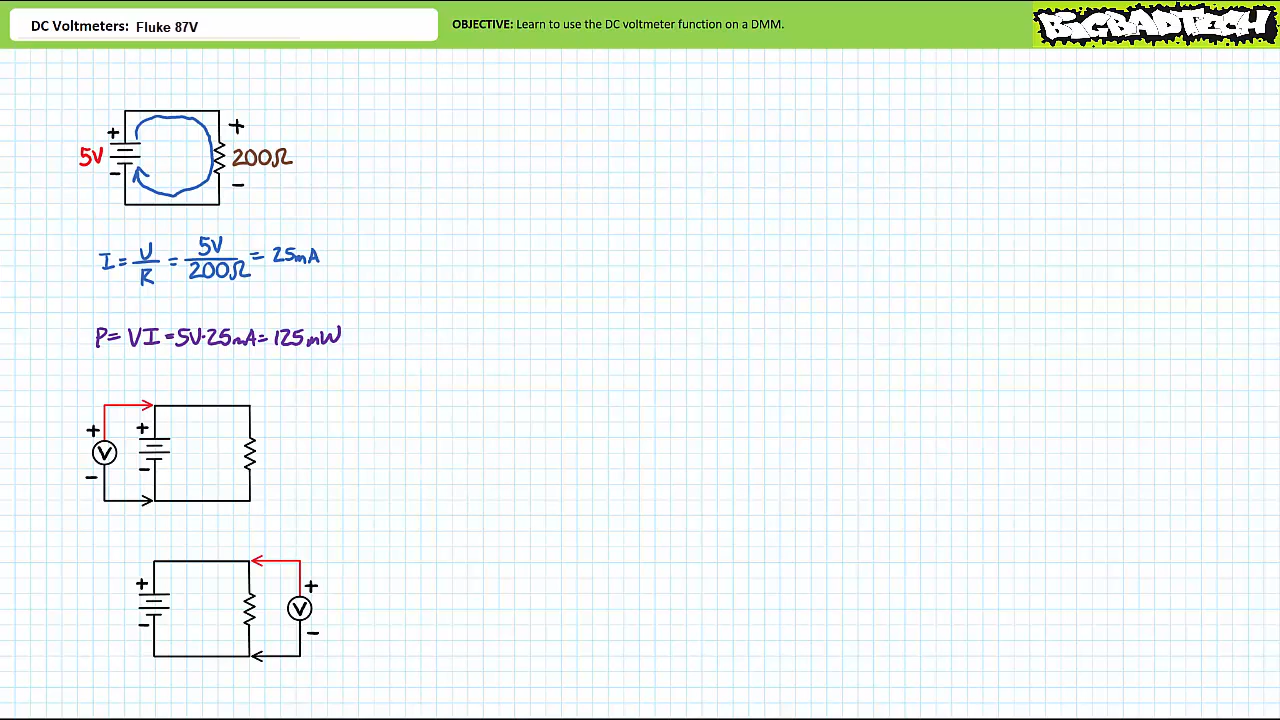 DC Voltmeters: Fluke 87V
OBJECTIVE: Learn to use the DC voltmeter function on a DMM.
BIGBADTECH
+ +
5V 200Ω
- -
I = V/R = 5V/200Ω = 25mA
P = VI = 5V·25mA = 125mW
+ +
V
- -
+ +
V
- -